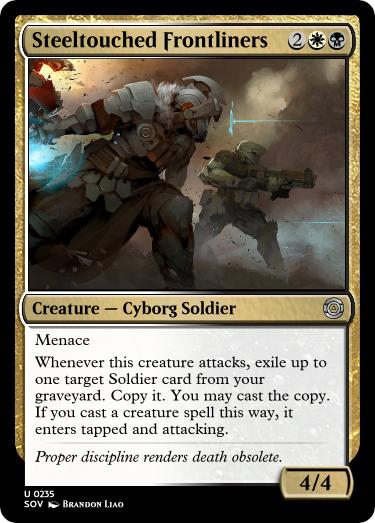 Steeltouched Frontliners 2
Creature — Cyborg Soldier
Menace
Whenever this creature attacks, exile up to
one target Soldier card from your
graveyard. Copy it. You may cast the copy.
If you cast a creature spell this way, it
enters tapped and attacking.
Proper discipline renders death obsolete.
4/4
U 0235
SOV Brandon Liao